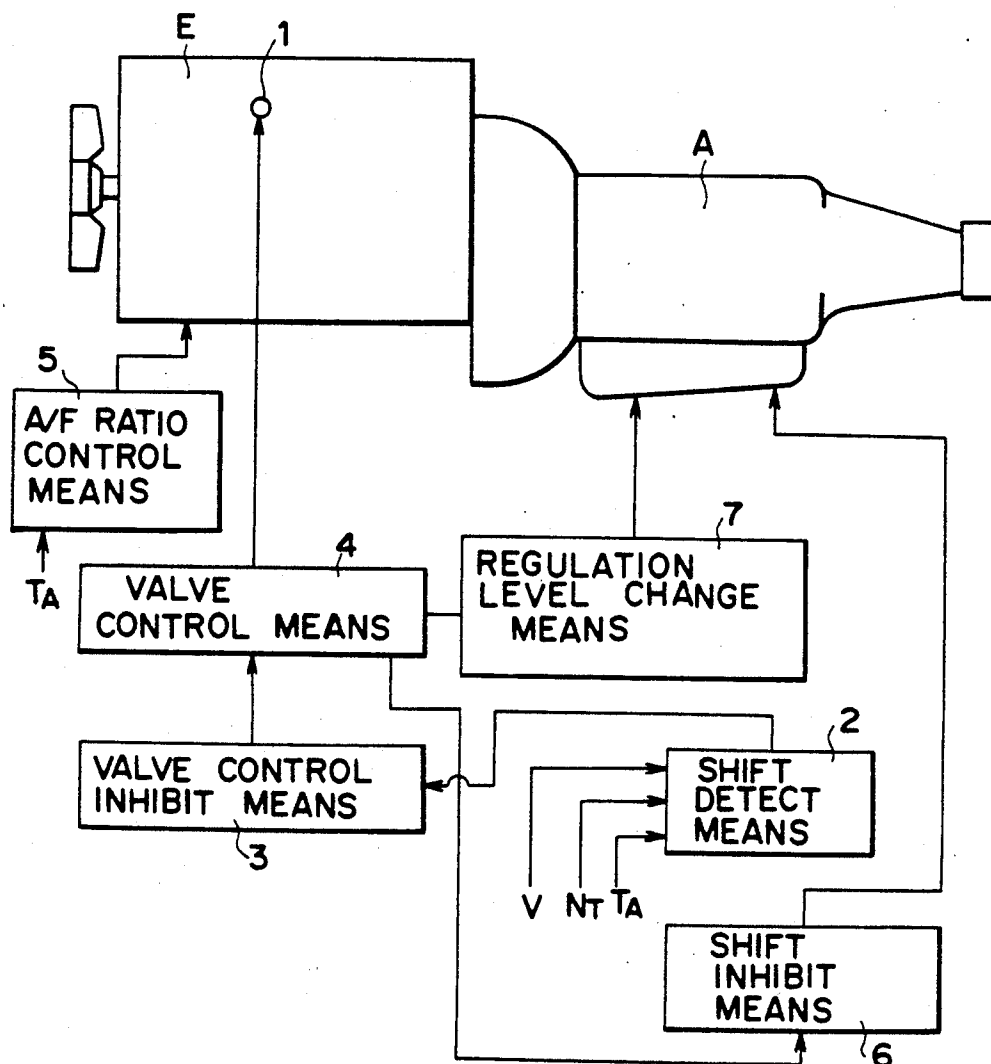 E
1
A
5
A/F RATIO
CONTROL
MEANS
TA
4
VALVE
CONTROL MEANS
7
REGULATION
LEVEL CHANGE
MEANS
VALVE CONTROL
INHIBIT MEANS
3
2
SHIFT
DETECT
MEANS
V NT TA
SHIFT
INHIBIT
MEANS
6